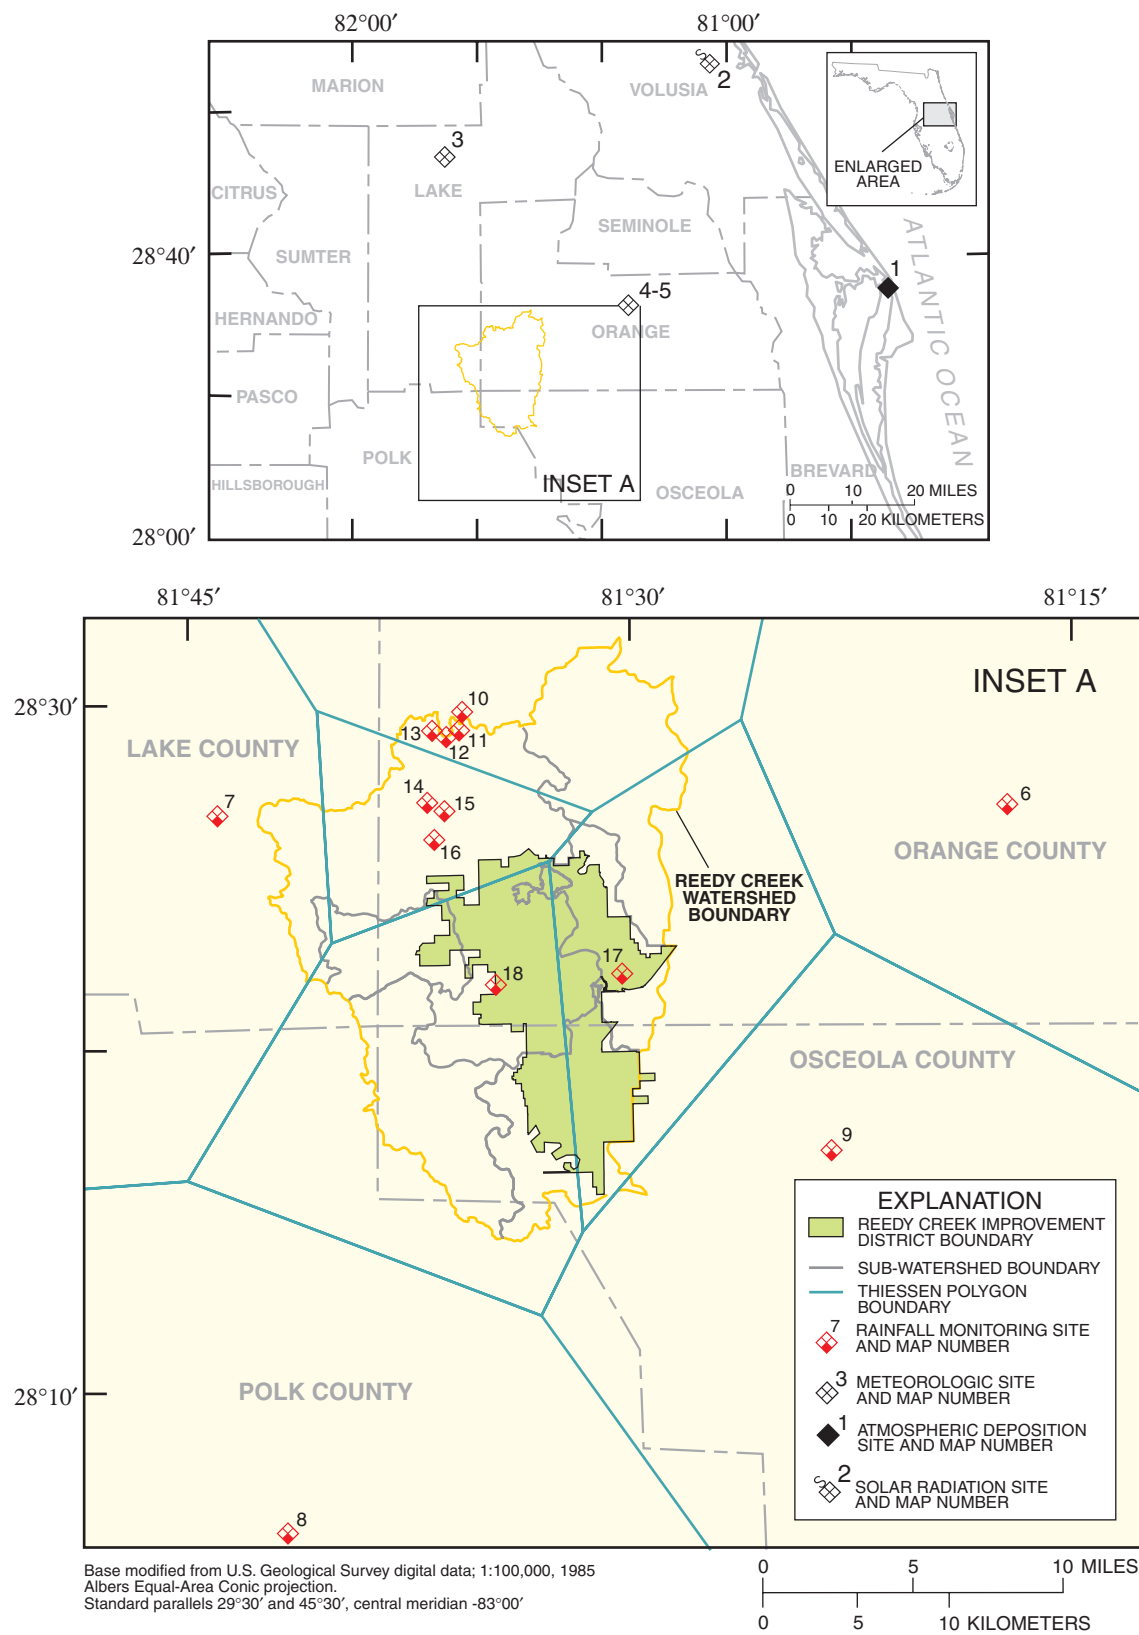 82°00′
81°00′
MARION
VOLUSIA
2
3
ENLARGED
AREA
CITRUS
LAKE
SEMINOLE
ATLANTIC OCEAN
28°40′
SUMTER
1
4-5
HERNANDO
ORANGE
PASCO
POLK
BREVARD
HILLSBOROUGH
INSET A
OSCEOLA
0 10 20 MILES
0 10 20 KILOMETERS
28°00′
81°45′
81°30′
81°15′
INSET A
28°30′
10
13
11
12
LAKE COUNTY
14
15
7
6
16
ORANGE COUNTY
REEDY CREEK
WATERSHED
BOUNDARY
17
18
OSCEOLA COUNTY
9
EXPLANATION
REEDY CREEK IMPROVEMENT
DISTRICT BOUNDARY
SUB-WATERSHED BOUNDARY
THIESSEN POLYGON
BOUNDARY
7
RAINFALL MONITORING SITE
AND MAP NUMBER
3
METEOROLOGIC SITE
AND MAP NUMBER
1
ATMOSPHERIC DEPOSITION
SITE AND MAP NUMBER
2
SOLAR RADIATION SITE
AND MAP NUMBER
28°10′
POLK COUNTY
8
Base modified from U.S. Geological Survey digital data; 1:100,000, 1985
Albers Equal-Area Conic projection.
Standard parallels 29°30′ and 45°30′, central meridian -83°00′
0 5 10 MILES
0 5 10 KILOMETERS